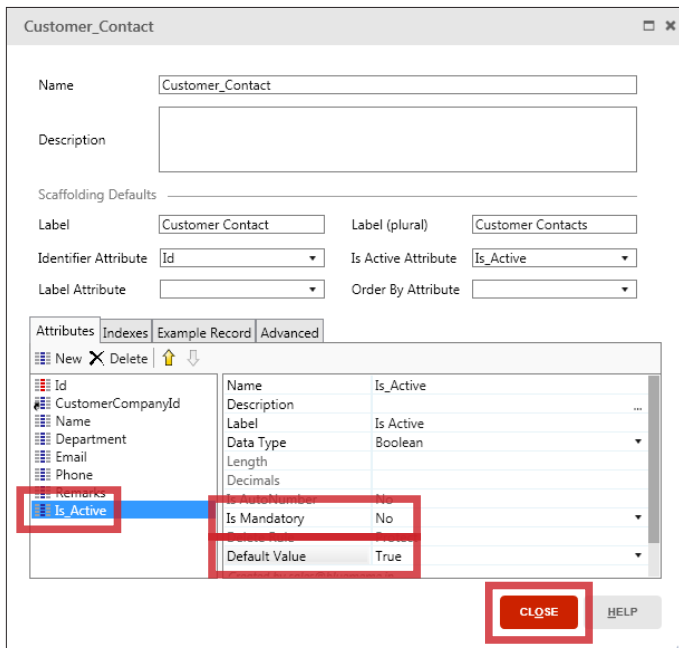 Customer_Contact
Name Customer_Contact
Description
Scaffolding Defaults
Label Customer Contact Label (plural) Customer Contacts
Identifier Attribute Id Is Active Attribute Is_Active
Label Attribute Order By Attribute
Attributes Indexes Example Record Advanced
New Delete
Id
CustomerCompanyId
Name
Department
Email
Phone
Remarks
Is_Active
Name Is_Active
Description ...
Label Is Active
Data Type Boolean
Length
Decimals
Is AutoNumber No
Is Mandatory No
Delete Rule Protect
Default Value True
CLOSE HELP